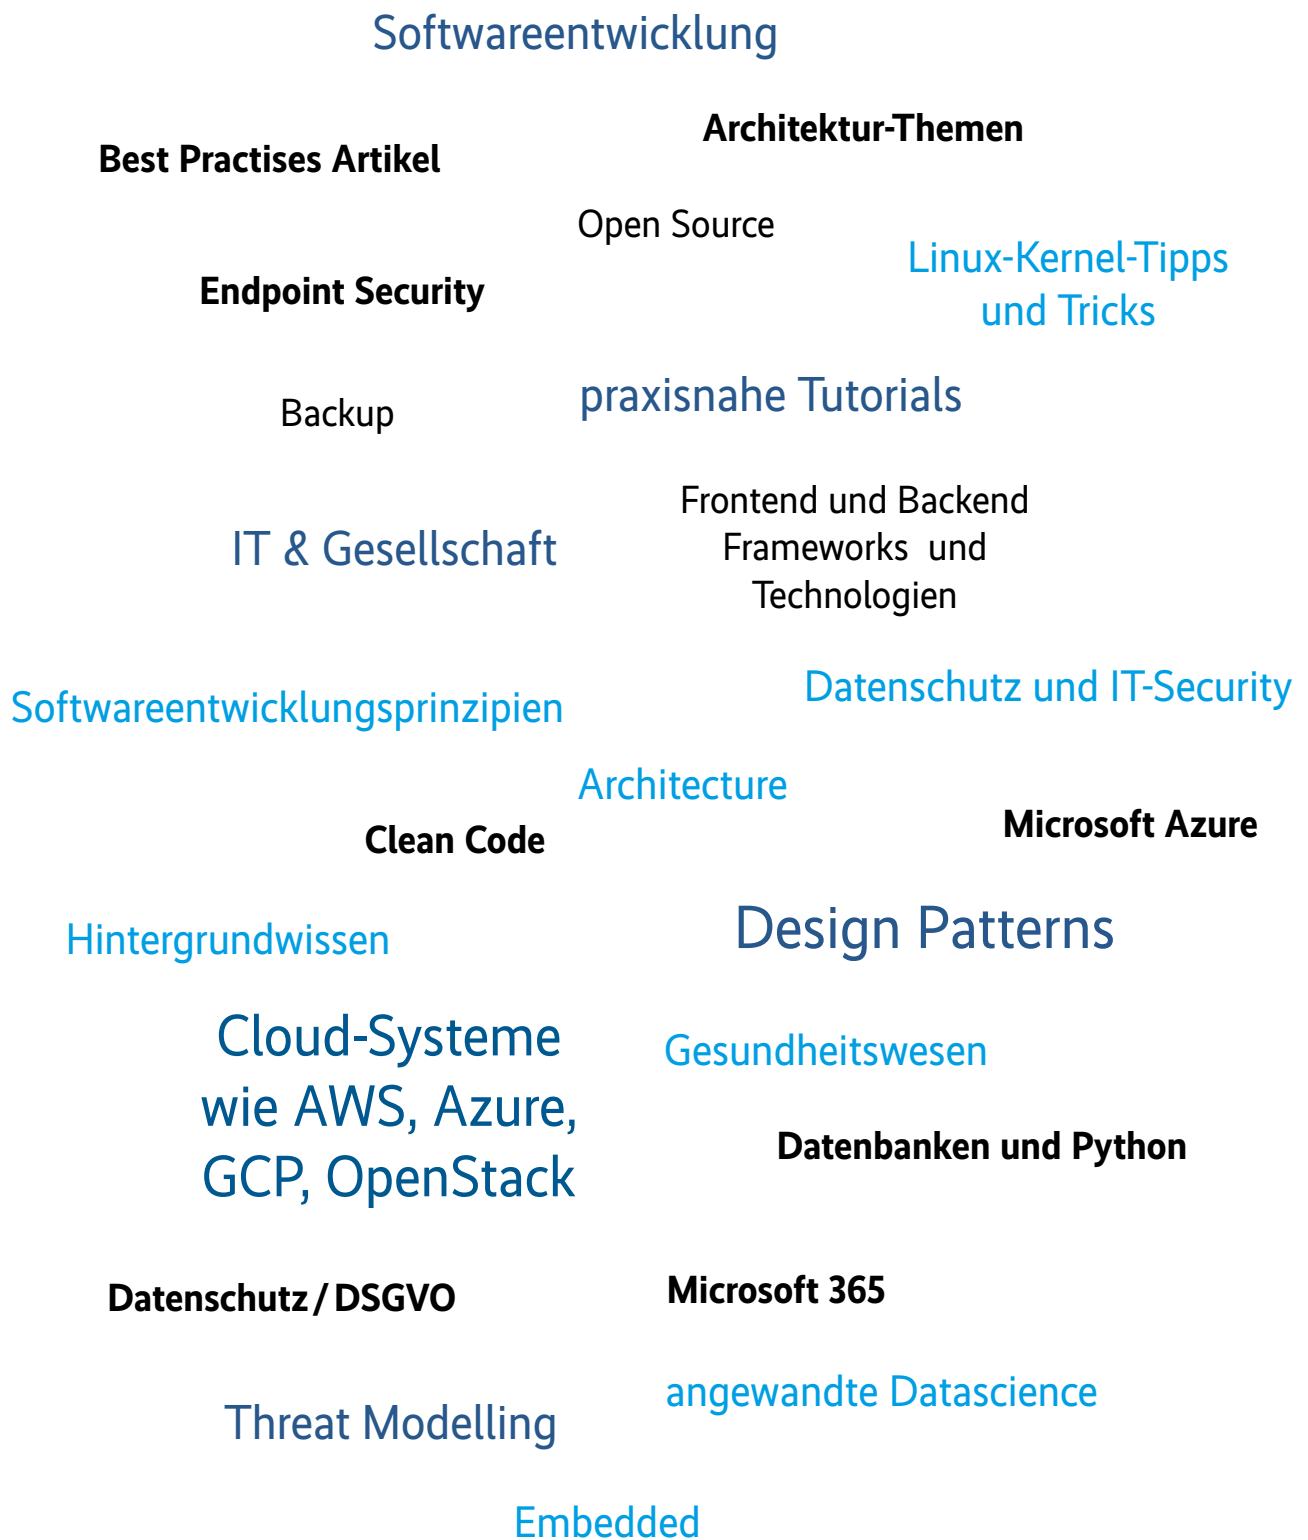 Softwareentwicklung
Architektur-Themen
Best Practises Artikel
Open Source
Linux-Kernel-Tipps
und Tricks
Endpoint Security
praxisnahe Tutorials
Backup
Frontend und Backend
Frameworks und
Technologien
IT & Gesellschaft
Datenschutz und IT-Security
Softwareentwicklungsprinzipien
Architecture
Microsoft Azure
Clean Code
Design Patterns
Hintergrundwissen
Cloud-Systeme
wie AWS, Azure,
GCP, OpenStack
Gesundheitswesen
Datenbanken und Python
Microsoft 365
Datenschutz / DSGVO
angewandte Datascience
Threat Modelling
Embedded